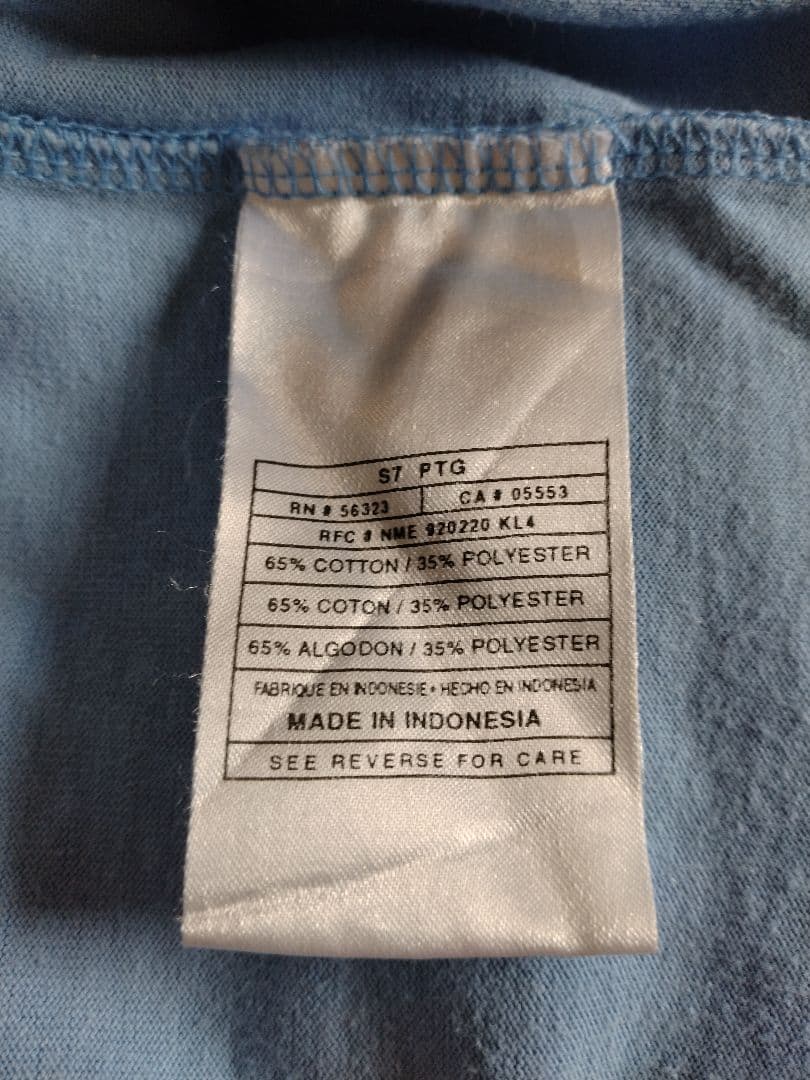 S7 PTG
RN # 56323 CA # 05553
RFC # NME 920220 KL4
65% COTTON / 35% POLYESTER
65% COTON / 35% POLYESTER
65% ALGODON / 35% POLYESTER
FABRIQUE EN INDONESIE • HECHO EN INDONESIA
MADE IN INDONESIA
SEE REVERSE FOR CARE